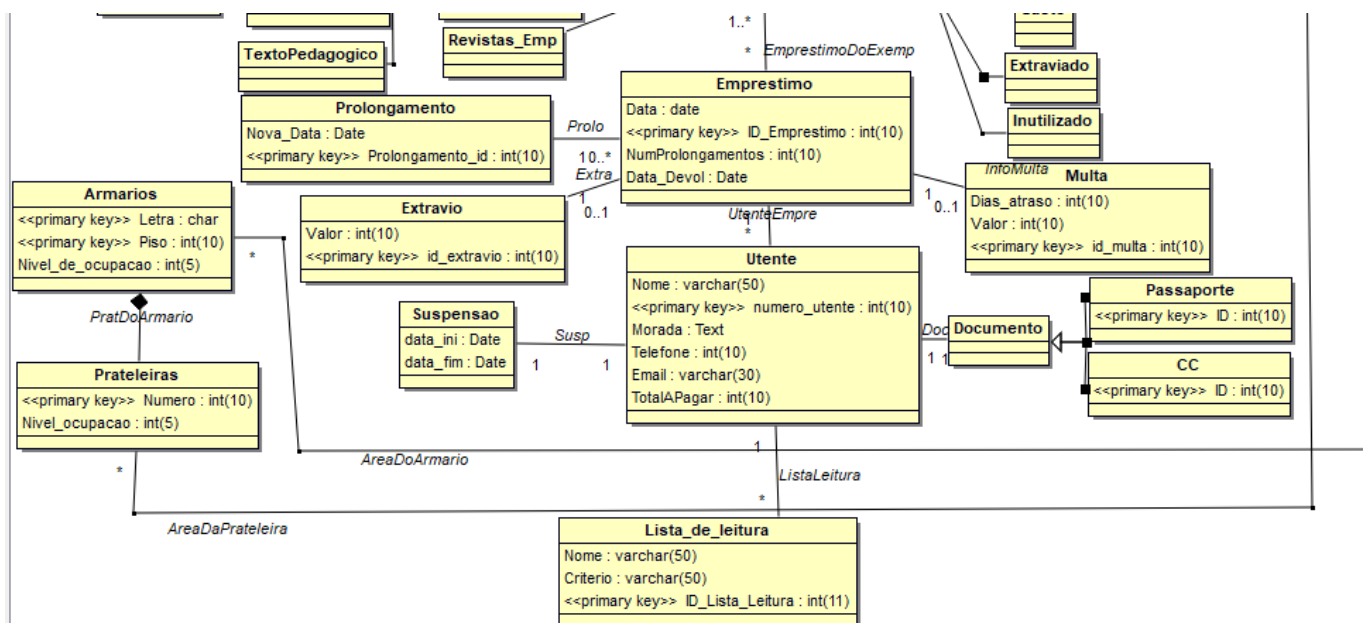 1..*
TextoPedagogico
Revistas_Emp
* EmprestimoDoExemp
Extraviado
Inutilizado
Emprestimo
Data : date
<<primary key>> ID_Emprestimo : int(10)
NumProlongamentos : int(10)
Data_Devol : Date
Prolongamento
Nova_Data : Date
<<primary key>> Prolongamento_id : int(10)
Prolo
10..*
Extra
1
0..1
InfoMulta
1
0..1
Multa
Dias_atraso : int(10)
Valor : int(10)
<<primary key>> id_multa : int(10)
Armarios
<<primary key>> Letra : char
<<primary key>> Piso : int(10)
Nivel_de_ocupacao : int(5)
*
Extravio
Valor : int(10)
<<primary key>> id_extravio : int(10)
UtenteEmpre
1
*
Utente
Nome : varchar(50)
<<primary key>> numero_utente : int(10)
Morada : Text
Telefone : int(10)
Email : varchar(30)
TotalAPagar : int(10)
Suspensao
data_ini : Date
data_fim : Date
Susp
1 1
Doc
1 1
Documento
Passaporte
<<primary key>> ID : int(10)
CC
<<primary key>> ID : int(10)
PratDoArmario
Prateleiras
<<primary key>> Numero : int(10)
Nivel_ocupacao : int(5)
*
AreaDoArmario
1
ListaLeitura
*
AreaDaPrateleira
Lista_de_leitura
Nome : varchar(50)
Criterio : varchar(50)
<<primary key>> ID_Lista_Leitura : int(11)